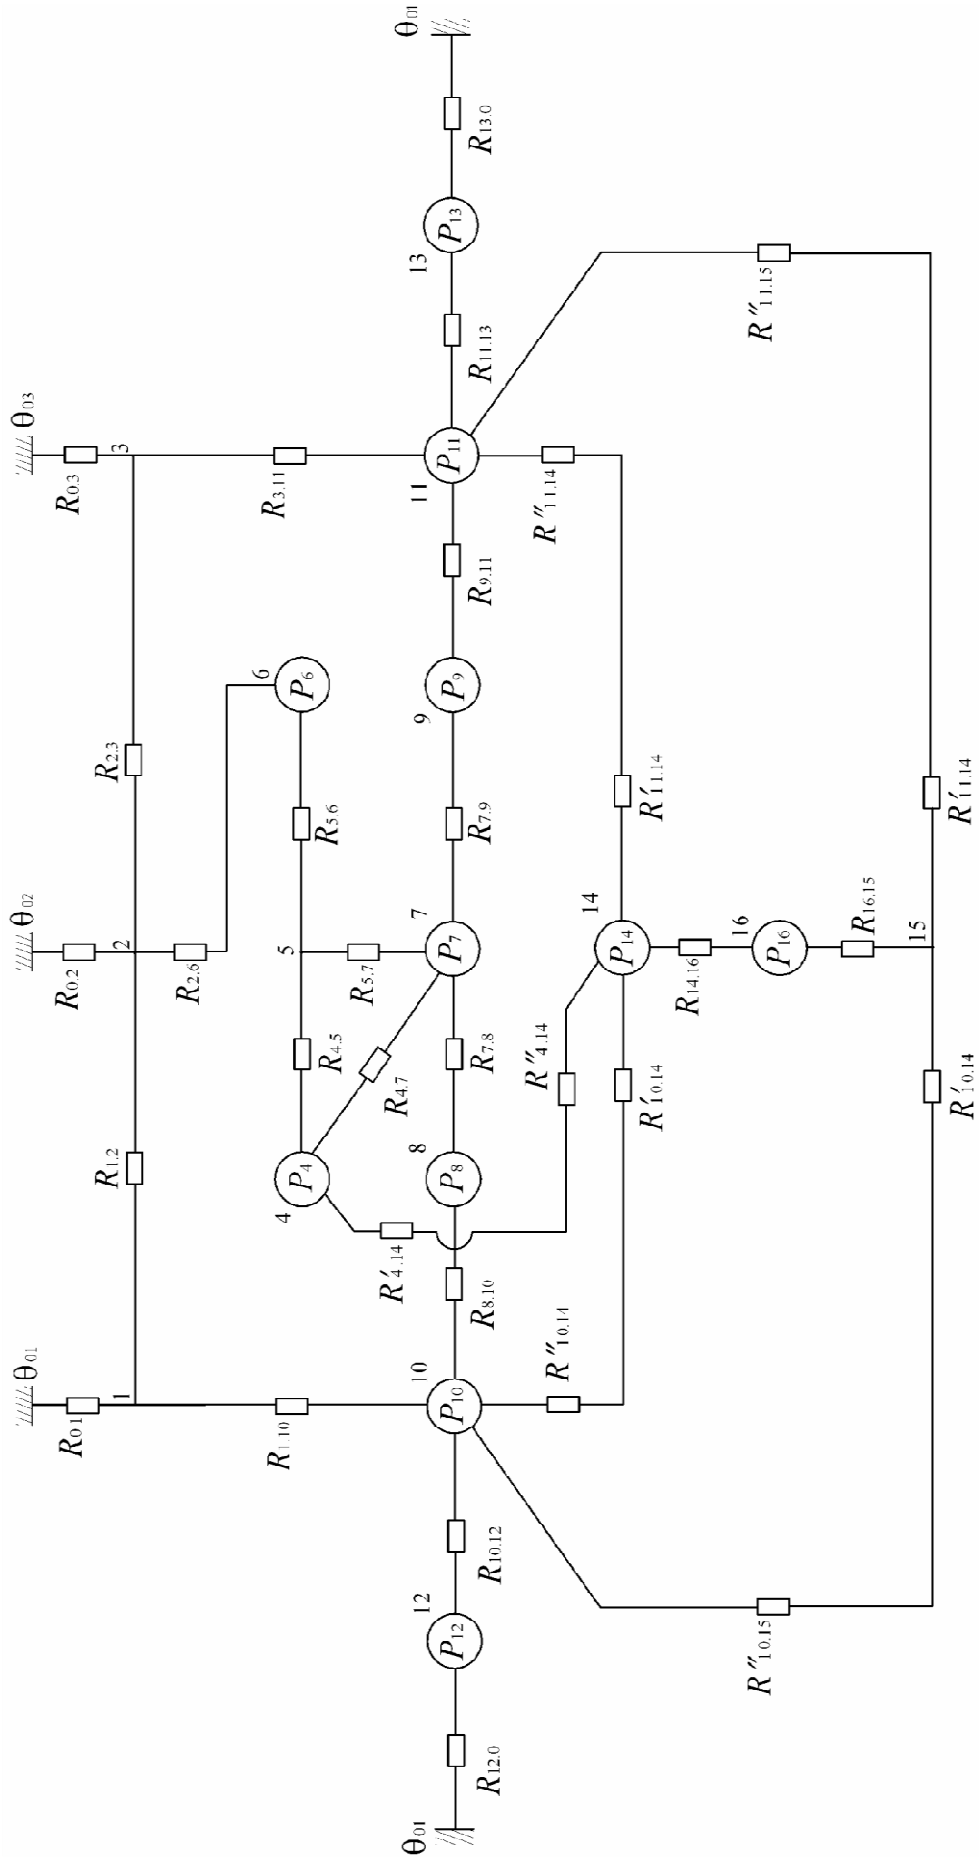 θ01
θ02
θ03
R0.1
R0.2
R0.3
1
2
3
R1.2
R2.3
R1.10
R2.6
R3.11
6
P6
4
P4
R4.5
5
R5.6
R4.7
R5.7
θ01
R12.0
12
P12
R10.12
10
P10
R8.10
8
P8
R7.8
7
P7
R7.9
9
P9
R9.11
11
P11
R11.13
13
P13
R13.0
θ01
R′4.14
R″4.14
R″10.14
R″11.14
R′10.14
14
P14
R′11.14
R14.16
16
P16
R″10.15
R″11.15
R16.15
15
R′10.14
R′11.14